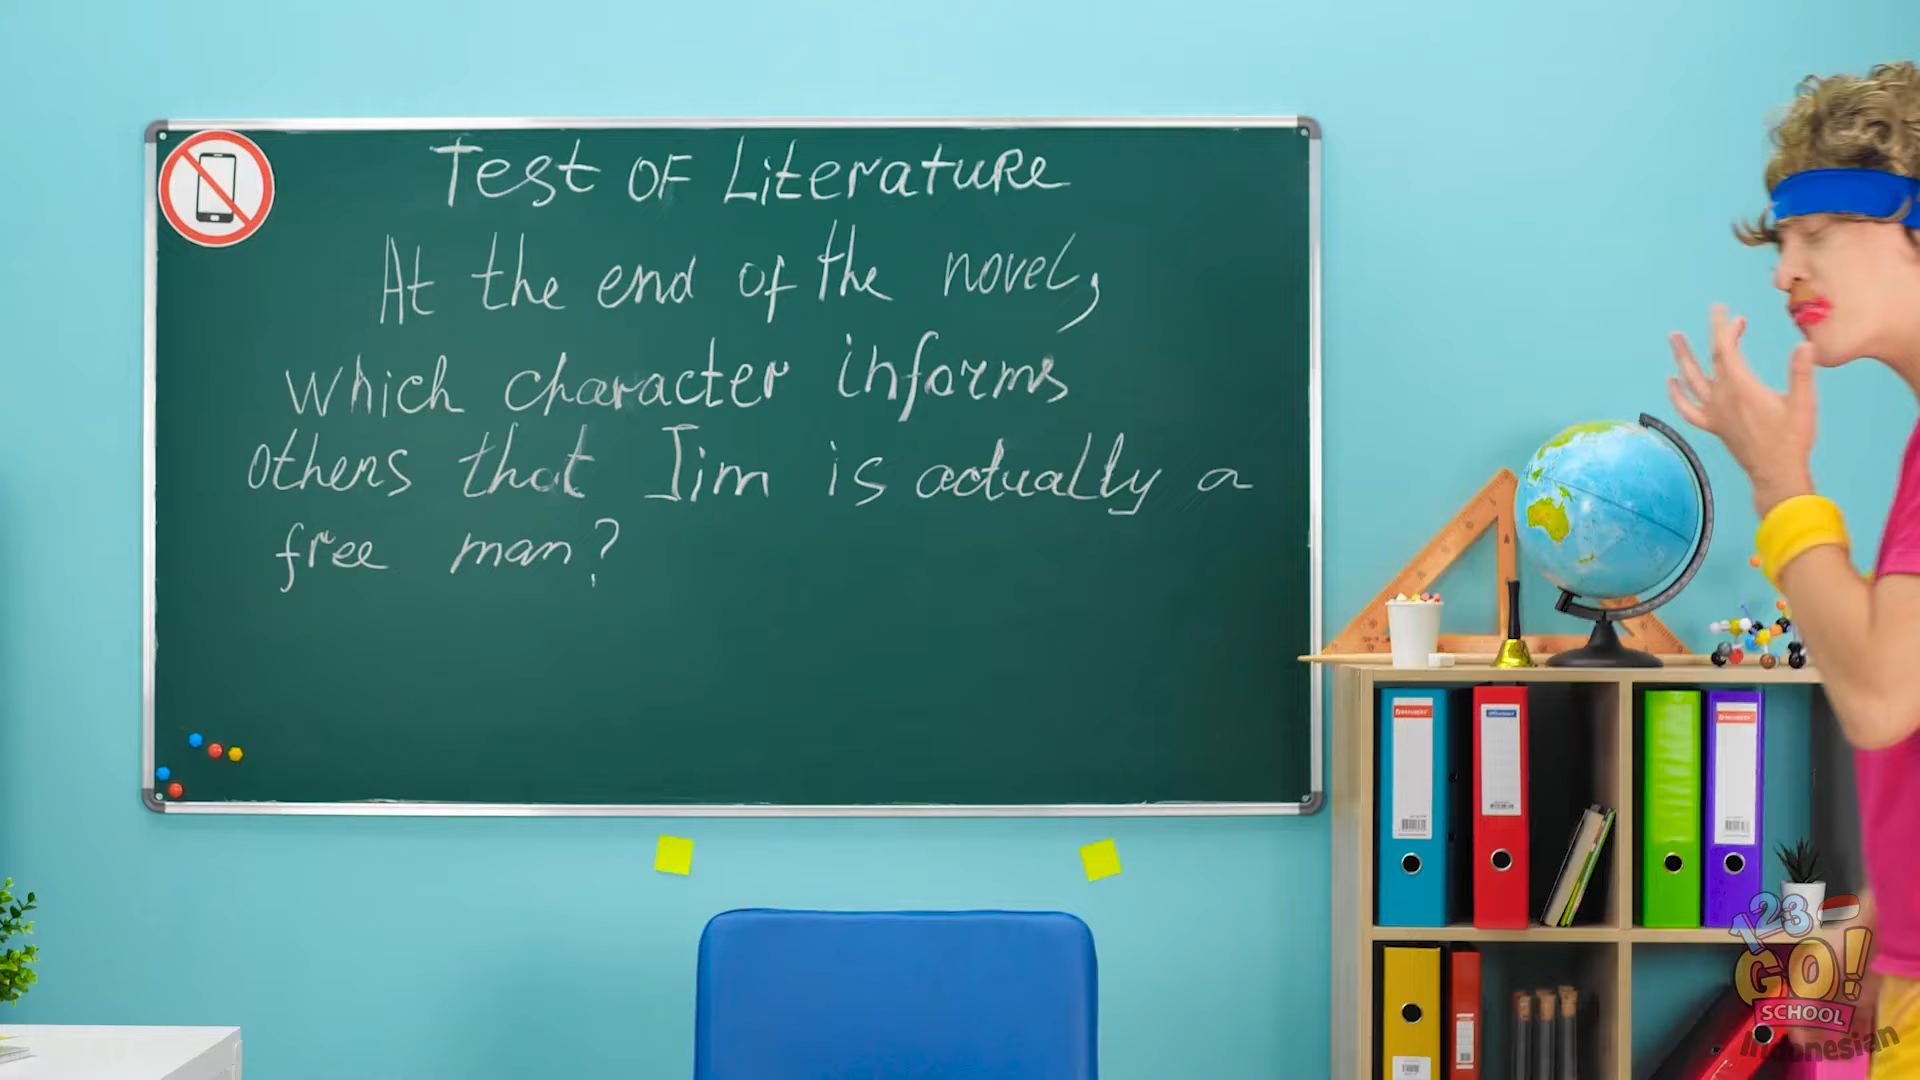 Test OF Literature
At the end of the novel,
which character informs
others that Jim is actually a
free man?
123
GO!
SCHOOL
Indonesian